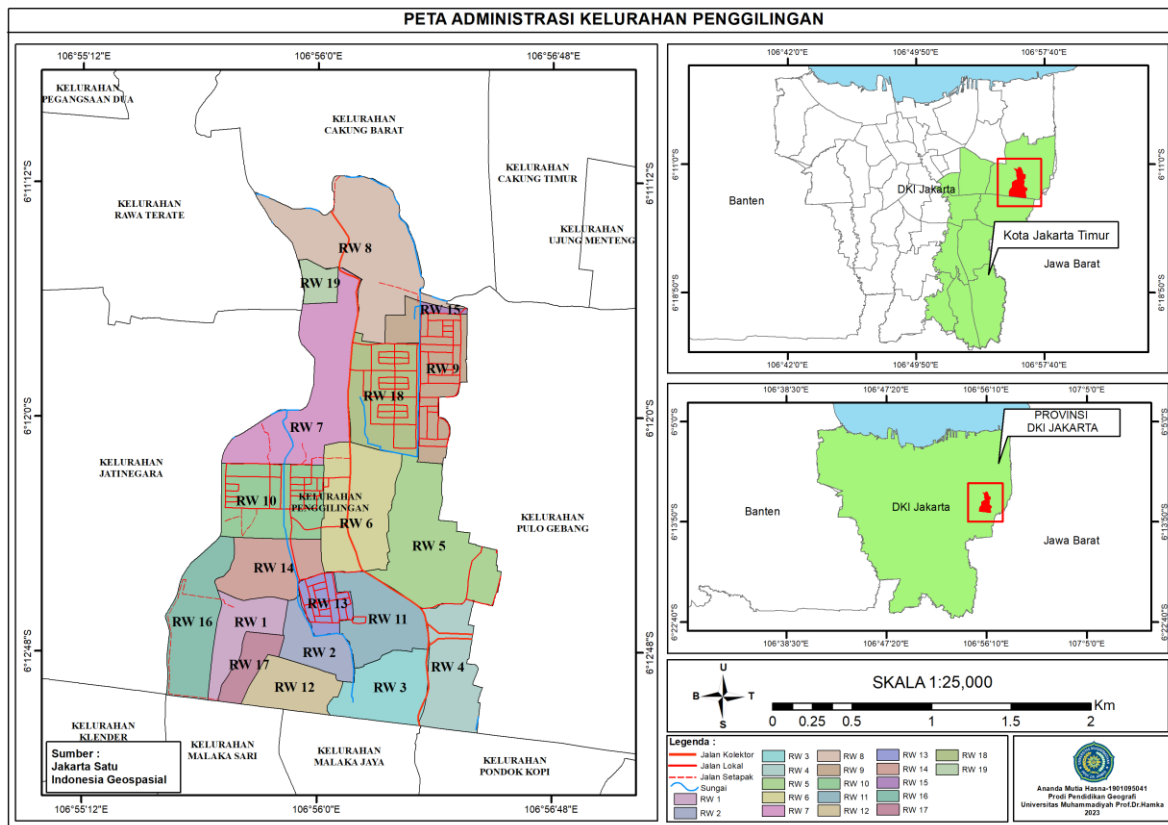 PETA ADMINISTRASI KELURAHAN PENGGILINGAN
106°55'12"E
106°56'0"E
106°56'48"E
KELURAHAN
PEGANGSAAN DUA
KELURAHAN
CAKUNG BARAT
KELURAHAN
CAKUNG TIMUR
KELURAHAN
RAWA TERATE
KELURAHAN
UJUNG MENTENG
6°11'12"S
6°11'12"S
RW 8
RW 19
RW 15
RW 9
RW 18
6°12'0"S
6°12'0"S
RW 7
KELURAHAN
JATINEGARA
RW 10
KELURAHAN
PENGGILINGAN
RW 6
KELURAHAN
PULO GEBANG
RW 5
RW 14
RW 13
RW 16
RW 1
RW 11
RW 2
RW 17
RW 4
RW 12
RW 3
6°12'48"S
6°12'48"S
KELURAHAN
KLENDER
KELURAHAN
MALAKA SARI
KELURAHAN
MALAKA JAYA
KELURAHAN
PONDOK KOPI
Sumber :
Jakarta Satu
Indonesia Geospasial
106°55'12"E
106°56'0"E
106°56'48"E
106°42'0"E
106°49'50"E
106°57'40"E
6°11'0"S
6°11'0"S
DKI Jakarta
Banten
Kota Jakarta Timur
Jawa Barat
6°18'50"S
6°18'50"S
106°42'0"E
106°49'50"E
106°57'40"E
106°38'30"E
106°47'20"E
106°56'10"E
107°5'0"E
6°5'0"S
6°5'0"S
PROVINSI
DKI JAKARTA
Banten
DKI Jakarta
Jawa Barat
6°13'50"S
6°13'50"S
6°22'40"S
6°22'40"S
106°38'30"E
106°47'20"E
106°56'10"E
107°5'0"E
U
B T
S
SKALA 1:25,000
0 0.25 0.5 1 1.5 2 Km
Legenda :
Jalan Kolektor
Jalan Lokal
Jalan Setapak
Sungai
RW 1
RW 2
RW 3
RW 4
RW 5
RW 6
RW 7
RW 8
RW 9
RW 10
RW 11
RW 12
RW 13
RW 14
RW 15
RW 16
RW 17
RW 18
RW 19
Ananda Mutia Hasna-1901095041
Prodi Pendidikan Geografi
Universitas Muhammadiyah Prof.Dr.Hamka
2023